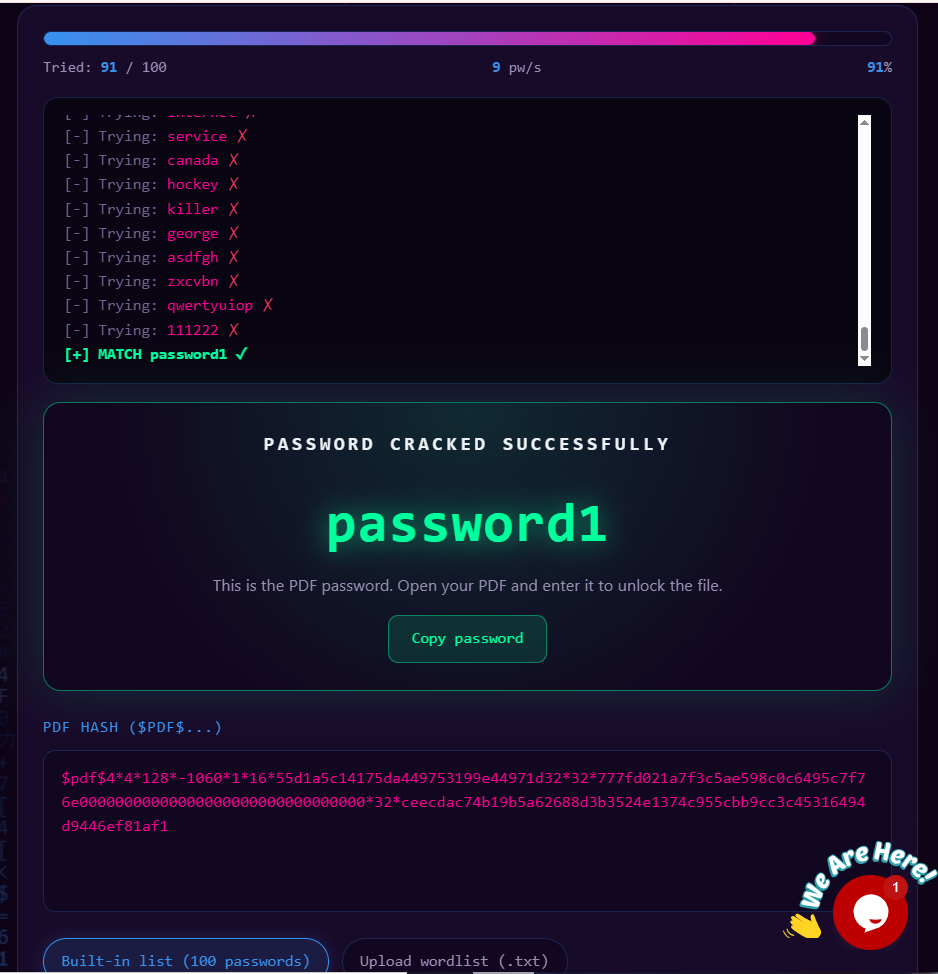 Tried: 91 / 100
9 pw/s
91%
[-] Trying: internet ✗
[-] Trying: service ✗
[-] Trying: canada ✗
[-] Trying: hockey ✗
[-] Trying: killer ✗
[-] Trying: george ✗
[-] Trying: asdfgh ✗
[-] Trying: zxcvbn ✗
[-] Trying: qwertyuiop ✗
[-] Trying: 111222 ✗
[+] MATCH password1 ✓
PASSWORD CRACKED SUCCESSFULLY
password1
This is the PDF password. Open your PDF and enter it to unlock the file.
Copy password
PDF HASH ($PDF$...)
$pdf$4*4*128*-1060*1*16*55d1a5c14175da449753199e44971d32*32*777fd021a7f3c5ae598c0c6495c7f7
6e00000000000000000000000000000000*32*ceecdac74b19b5a62688d3b3524e1374c955cbb9cc3c45316494
d9446ef81af1
We Are Here!
1
Built-in list (100 passwords)
Upload wordlist (.txt)